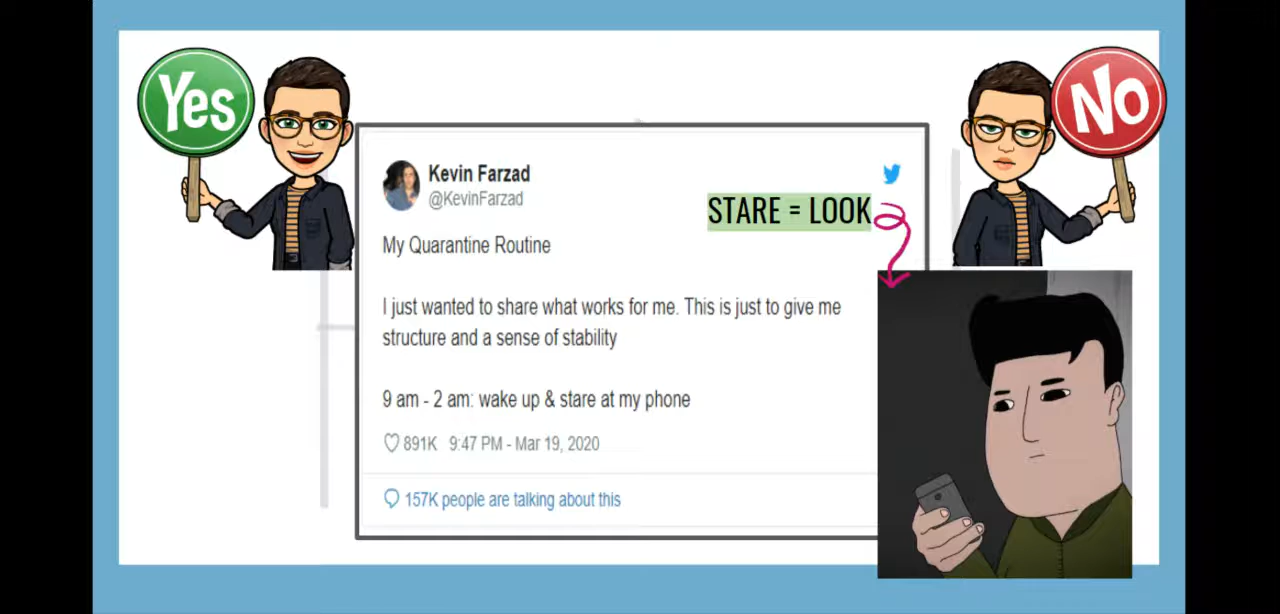 Yes
No
Kevin Farzad
@KevinFarzad
STARE = LOOK
My Quarantine Routine
I just wanted to share what works for me. This is just to give me
structure and a sense of stability
9 am - 2 am: wake up & stare at my phone
891K 9:47 PM - Mar 19, 2020
157K people are talking about this